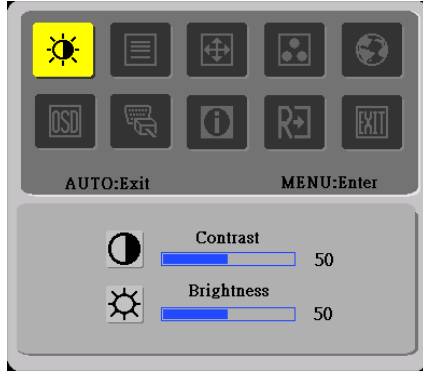 OSD R EXIT
AUTO:Exit MENU:Enter
Contrast
50
Brightness
50